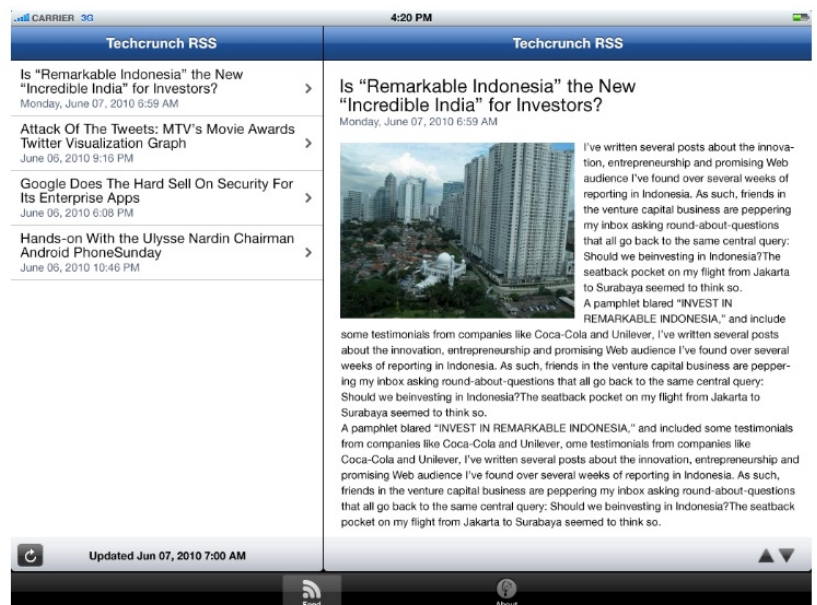 CARRIER 3G
4:20 PM
Techcrunch RSS
Techcrunch RSS
Is “Remarkable Indonesia” the New
“Incredible India” for Investors?
Monday, June 07, 2010 6:59 AM
Attack Of The Tweets: MTV’s Movie Awards
Twitter Visualization Graph
June 06, 2010 9:16 PM
Google Does The Hard Sell On Security For
Its Enterprise Apps
June 06, 2010 6:08 PM
Hands-on With the Ulysse Nardin Chairman
Android PhoneSunday
June 06, 2010 10:46 PM
Updated Jun 07, 2010 7:00 AM
Is “Remarkable Indonesia” the New
“Incredible India” for Investors?
Monday, June 07, 2010 6:59 AM
I’ve written several posts about the innova-
tion, entrepreneurship and promising Web
audience I’ve found over several weeks of
reporting in Indonesia. As such, friends in
the venture capital business are peppering
my inbox asking round-about-questions
that all go back to the same central query:
Should we beinvesting in Indonesia?The
seatback pocket on my flight from Jakarta
to Surabaya seemed to think so.
A pamphlet blared “INVEST IN
REMARKABLE INDONESIA,” and include
some testimonials from companies like Coca-Cola and Unilever, I’ve written several posts
about the innovation, entrepreneurship and promising Web audience I’ve found over several
weeks of reporting in Indonesia. As such, friends in the venture capital business are pepper-
ing my inbox asking round-about-questions that all go back to the same central query:
Should we beinvesting in Indonesia?The seatback pocket on my flight from Jakarta to
Surabaya seemed to think so.
A pamphlet blared “INVEST IN REMARKABLE INDONESIA,” and included some testimonials
from companies like Coca-Cola and Unilever, ome testimonials from companies like
Coca-Cola and Unilever, I’ve written several posts about the innovation, entrepreneurship and
promising Web audience I’ve found over several weeks of reporting in Indonesia. As such,
friends in the venture capital business are peppering my inbox asking round-about-questions
that all go back to the same central query: Should we beinvesting in Indonesia?The seatback
pocket on my flight from Jakarta to Surabaya seemed to think so.
Feed
About